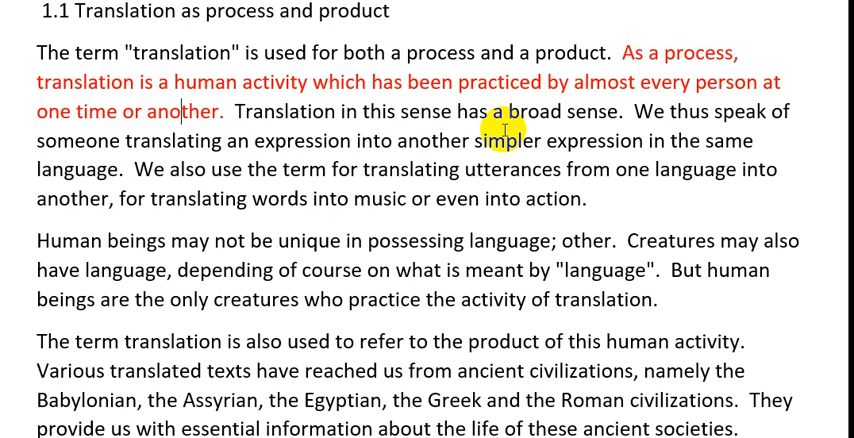 1.1 Translation as process and product
The term "translation" is used for both a process and a product. As a process,
translation is a human activity which has been practiced by almost every person at
one time or another. Translation in this sense has a broad sense. We thus speak of
someone translating an expression into another simpler expression in the same
language. We also use the term for translating utterances from one language into
another, for translating words into music or even into action.
Human beings may not be unique in possessing language; other. Creatures may also
have language, depending of course on what is meant by "language". But human
beings are the only creatures who practice the activity of translation.
The term translation is also used to refer to the product of this human activity.
Various translated texts have reached us from ancient civilizations, namely the
Babylonian, the Assyrian, the Egyptian, the Greek and the Roman civilizations. They
provide us with essential information about the life of these ancient societies.